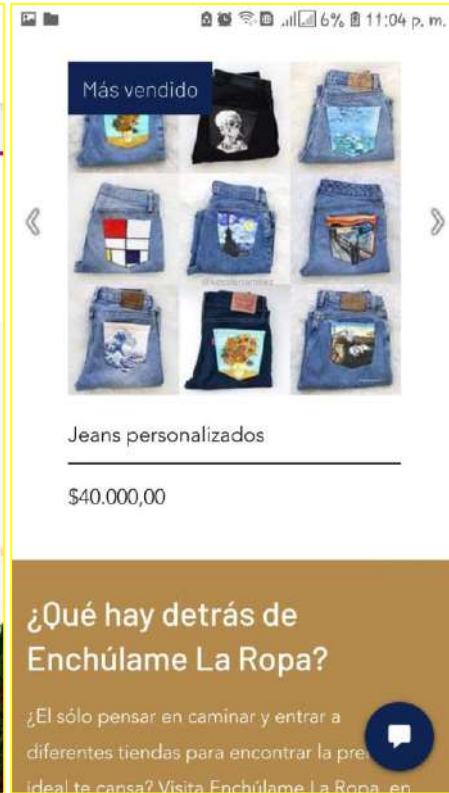 6% 11:04 p. m.
Más vendido
Jeans personalizados
$40.000,00
¿Qué hay detrás de
Enchúlame La Ropa?
¿El sólo pensar en caminar y entrar a
diferentes tiendas para encontrar la
ideal te cansa? Visita Enchúlame La Ropa, en